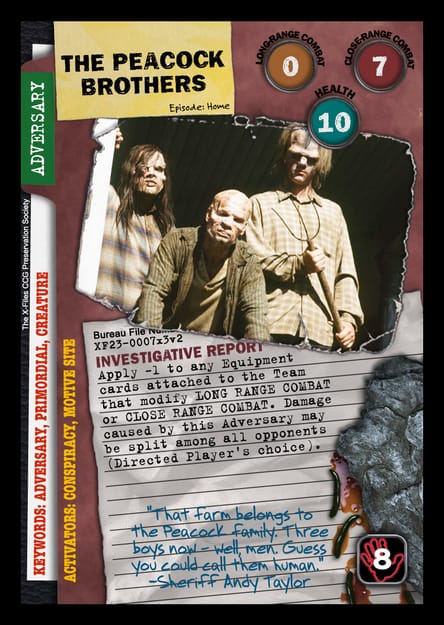 THE PEACOCK
BROTHERS
Episode: Home
LONG-RANGE COMBAT
0
CLOSE-RANGE COMBAT
7
HEALTH
10
ADVERSARY
The X-Files CCG Preservation Society
KEYWORDS: ADVERSARY, PRIMORDIAL, CREATURE
ACTIVATORS: CONSPIRACY, MOTIVE SITE
Bureau File Num
XF23-0007x3v2
INVESTIGATIVE REPORT
Apply -1 to any Equipment
cards attached to the Team
that modify LONG RANGE COMBAT
or CLOSE RANGE COMBAT. Damage
caused by this Adversary may
be split among all opponents
(Directed Player's choice).
"That farm belongs to
the Peacock family. Three
boys now - well, men. Guess
you could call them human."
-Sheriff Andy Taylor
8